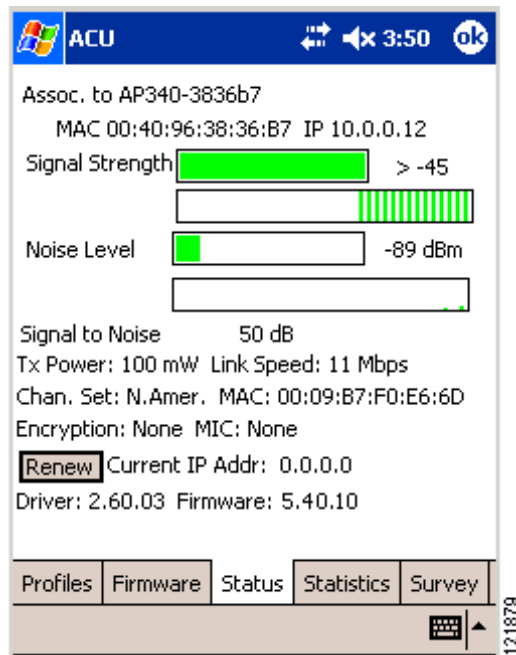 ACU 3:50 ok
Assoc. to AP340-3836b7
MAC 00:40:96:38:36:B7 IP 10.0.0.12
Signal Strength > -45
Noise Level -89 dBm
Signal to Noise 50 dB
Tx Power: 100 mW Link Speed: 11 Mbps
Chan. Set: N.Amer. MAC: 00:09:B7:F0:E6:6D
Encryption: None MIC: None
Renew Current IP Addr: 0.0.0.0
Driver: 2.60.03 Firmware: 5.40.10
Profiles Firmware Status Statistics Survey
121879